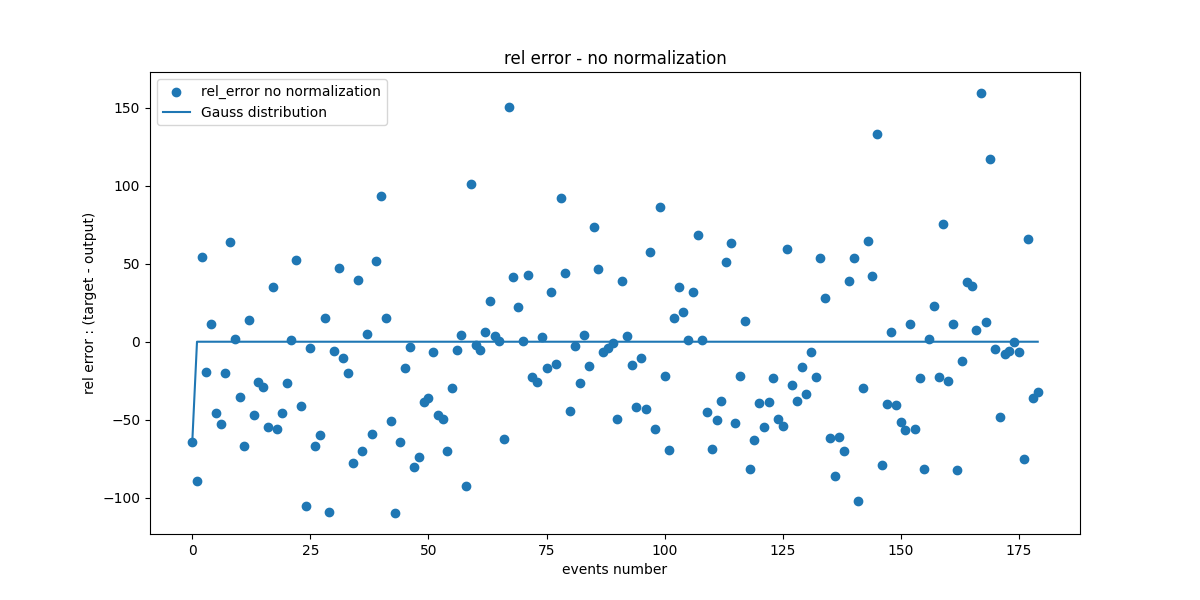 rel error - no normalization
rel_error no normalization
Gauss distribution
rel error : (target - output)
150
100
50
0
−50
−100
0 25 50 75 100 125 150 175
events number